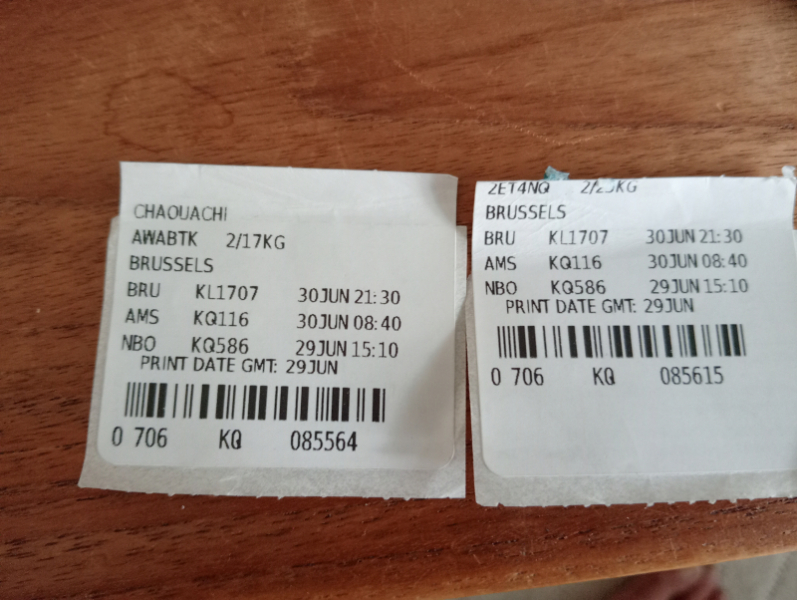 CHAOUACHI
AWABTK 2/17KG
BRUSSELS
BRU KL1707 30JUN 21:30
AMS KQ116 30JUN 08:40
NBO KQ586 29JUN 15:10
PRINT DATE GMT: 29JUN
0 706 KQ 085564
2ET4NQ
BRUSSELS
BRU KL1707 30JUN 21:30
AMS KQ116 30JUN 08:40
NBO KQ586 29JUN 15:10
PRINT DATE GMT: 29JUN
0 706 KQ 085615